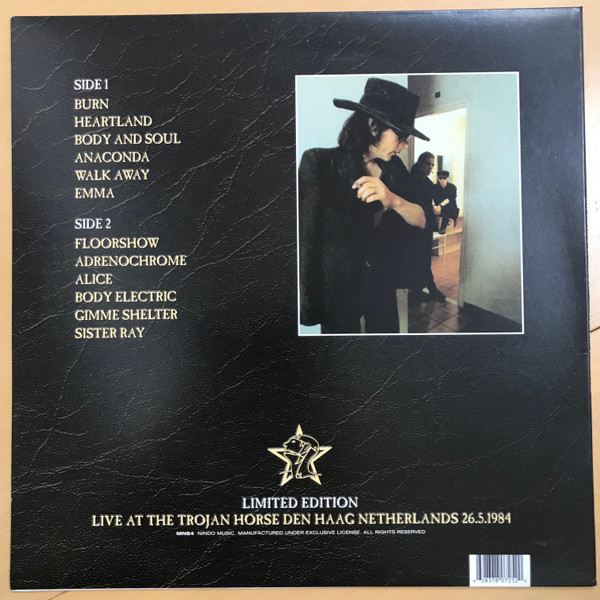 SIDE 1
BURN
HEARTLAND
BODY AND SOUL
ANACONDA
WALK AWAY
EMMA
SIDE 2
FLOORSHOW
ADRENOCHROME
ALICE
BODY ELECTRIC
GIMME SHELTER
SISTER RAY
LIMITED EDITION
LIVE AT THE TROJAN HORSE DEN HAAG NETHERLANDS 26.5.1984
MNS4 NINDO MUSIC. MANUFACTURED UNDER EXCLUSIVE LICENSE. ALL RIGHTS RESERVED